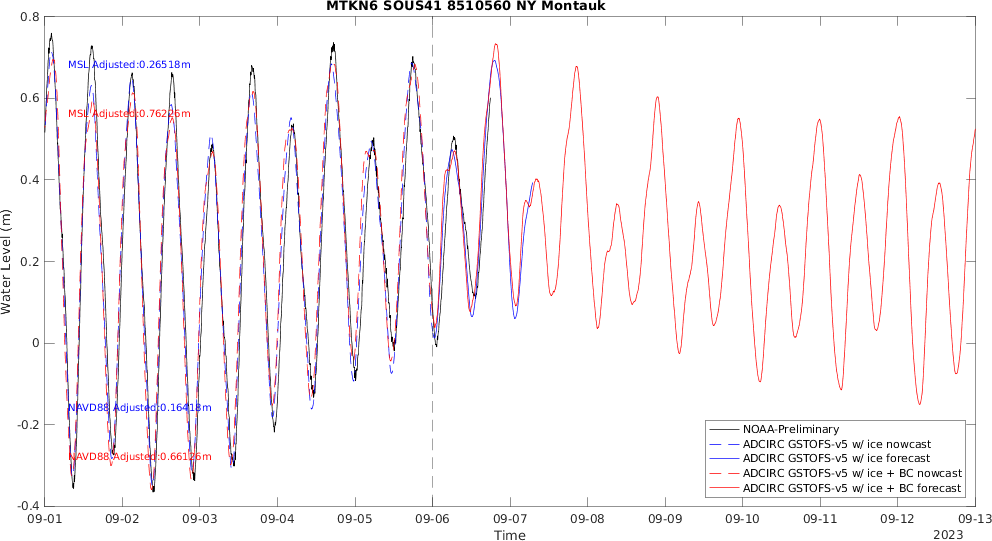 MTKN6 SOUS41 8510560 NY Montauk
0.8
0.6
0.4
0.2
0
-0.2
-0.4
Water Level (m)
MSL Adjusted:0.26518m
MSL Adjusted:0.76226m
NAVD88 Adjusted:0.16418m
NAVD88 Adjusted:0.66126m
NOAA-Preliminary
ADCIRC GSTOFS-v5 w/ ice nowcast
ADCIRC GSTOFS-v5 w/ ice forecast
ADCIRC GSTOFS-v5 w/ ice + BC nowcast
ADCIRC GSTOFS-v5 w/ ice + BC forecast
09-01 09-02 09-03 09-04 09-05 09-06 09-07 09-08 09-09 09-10 09-11 09-12 09-13
Time
2023